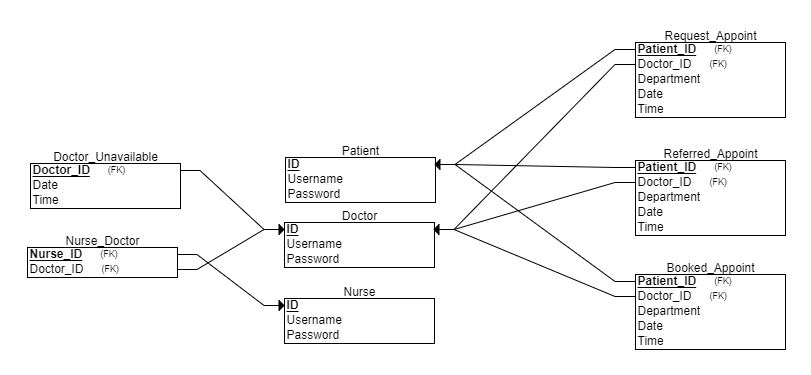 Request_Appoint
Patient_ID (FK)
Doctor_ID (FK)
Department
Date
Time
Doctor_Unavailable
Doctor_ID (FK)
Date
Time
Patient
ID
Username
Password
Referred_Appoint
Patient_ID (FK)
Doctor_ID (FK)
Department
Date
Time
Nurse_Doctor
Nurse_ID (FK)
Doctor_ID (FK)
Doctor
ID
Username
Password
Nurse
ID
Username
Password
Booked_Appoint
Patient_ID (FK)
Doctor_ID (FK)
Department
Date
Time